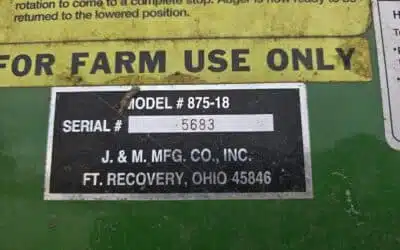 rotation to come to a complete stop. Auger is now ready to be
returned to the lowered position.
FOR FARM USE ONLY
MODEL # 875-18
SERIAL # 5683
J. & M. MFG. CO., INC.
FT. RECOVERY, OHIO 45846